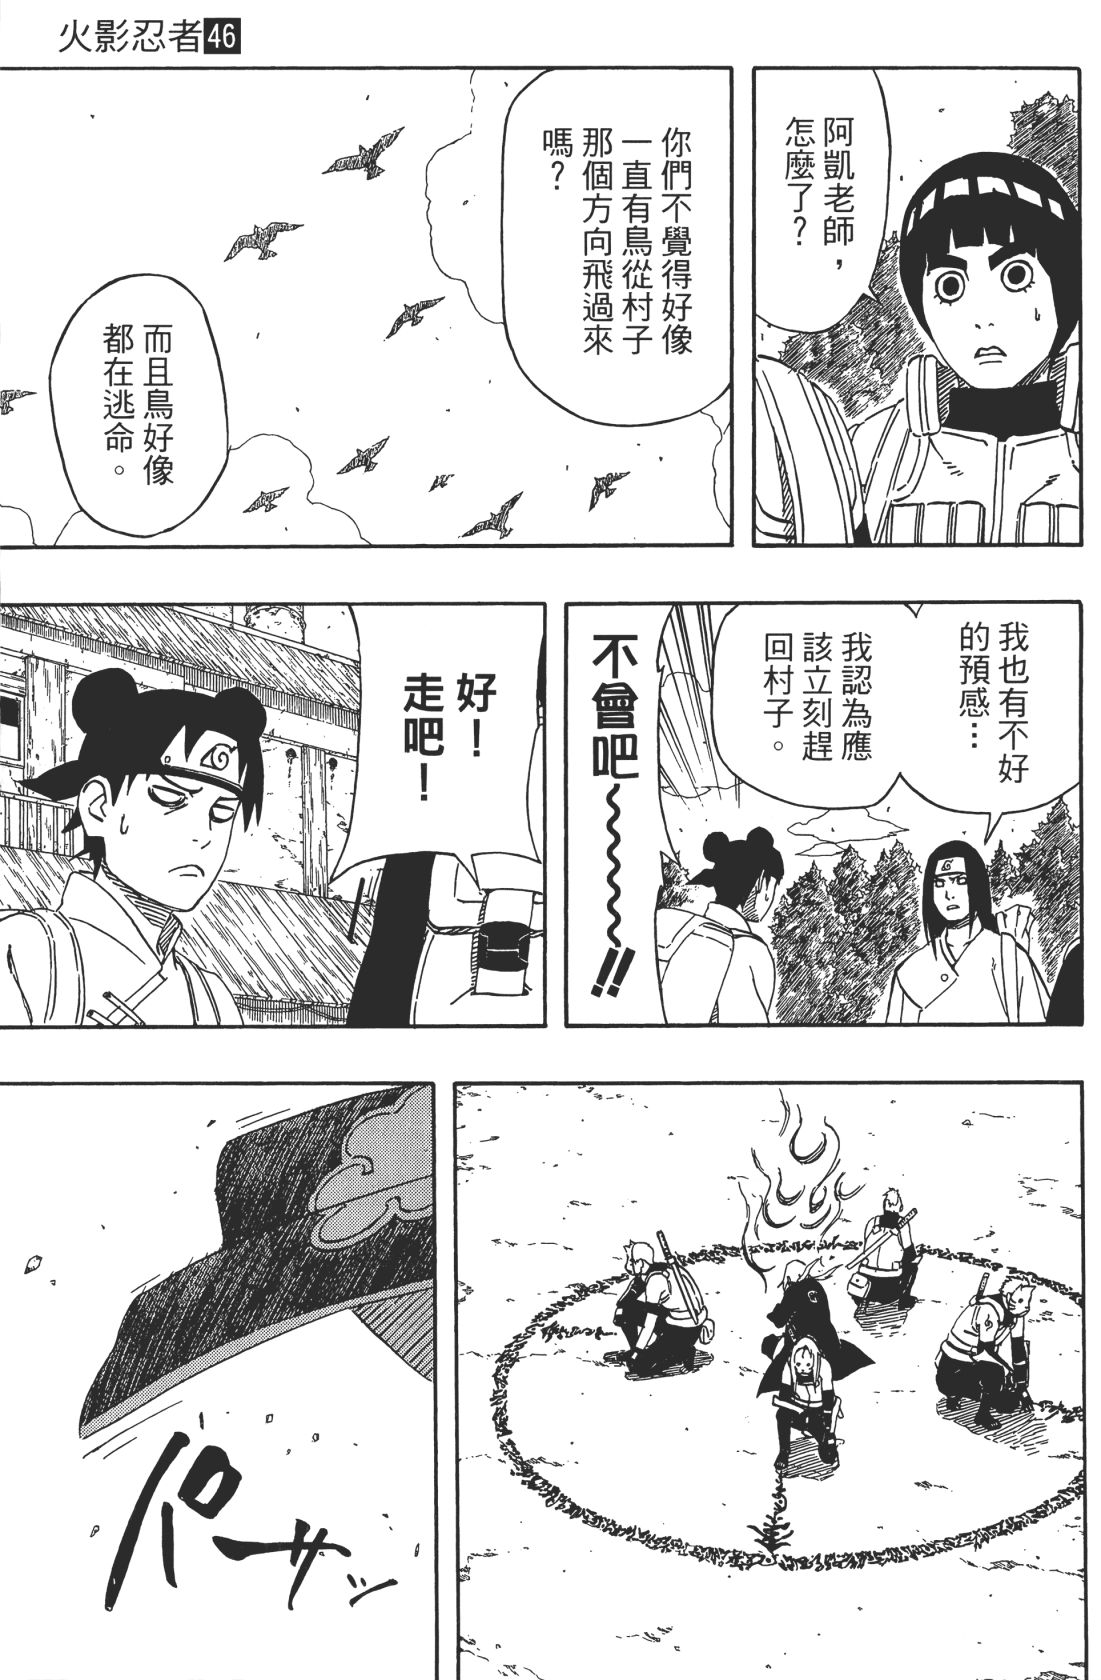 火影忍者46
阿凱老師，
怎麼了？
你們不覺得好像
一直有鳥從村子
那個方向飛過來
嗎？
而且鳥好像
都在逃命。
我也有不好
的預感…
我認為應
該立刻趕
回村子。
不會吧～～～!!
好！
走吧！
バサッ